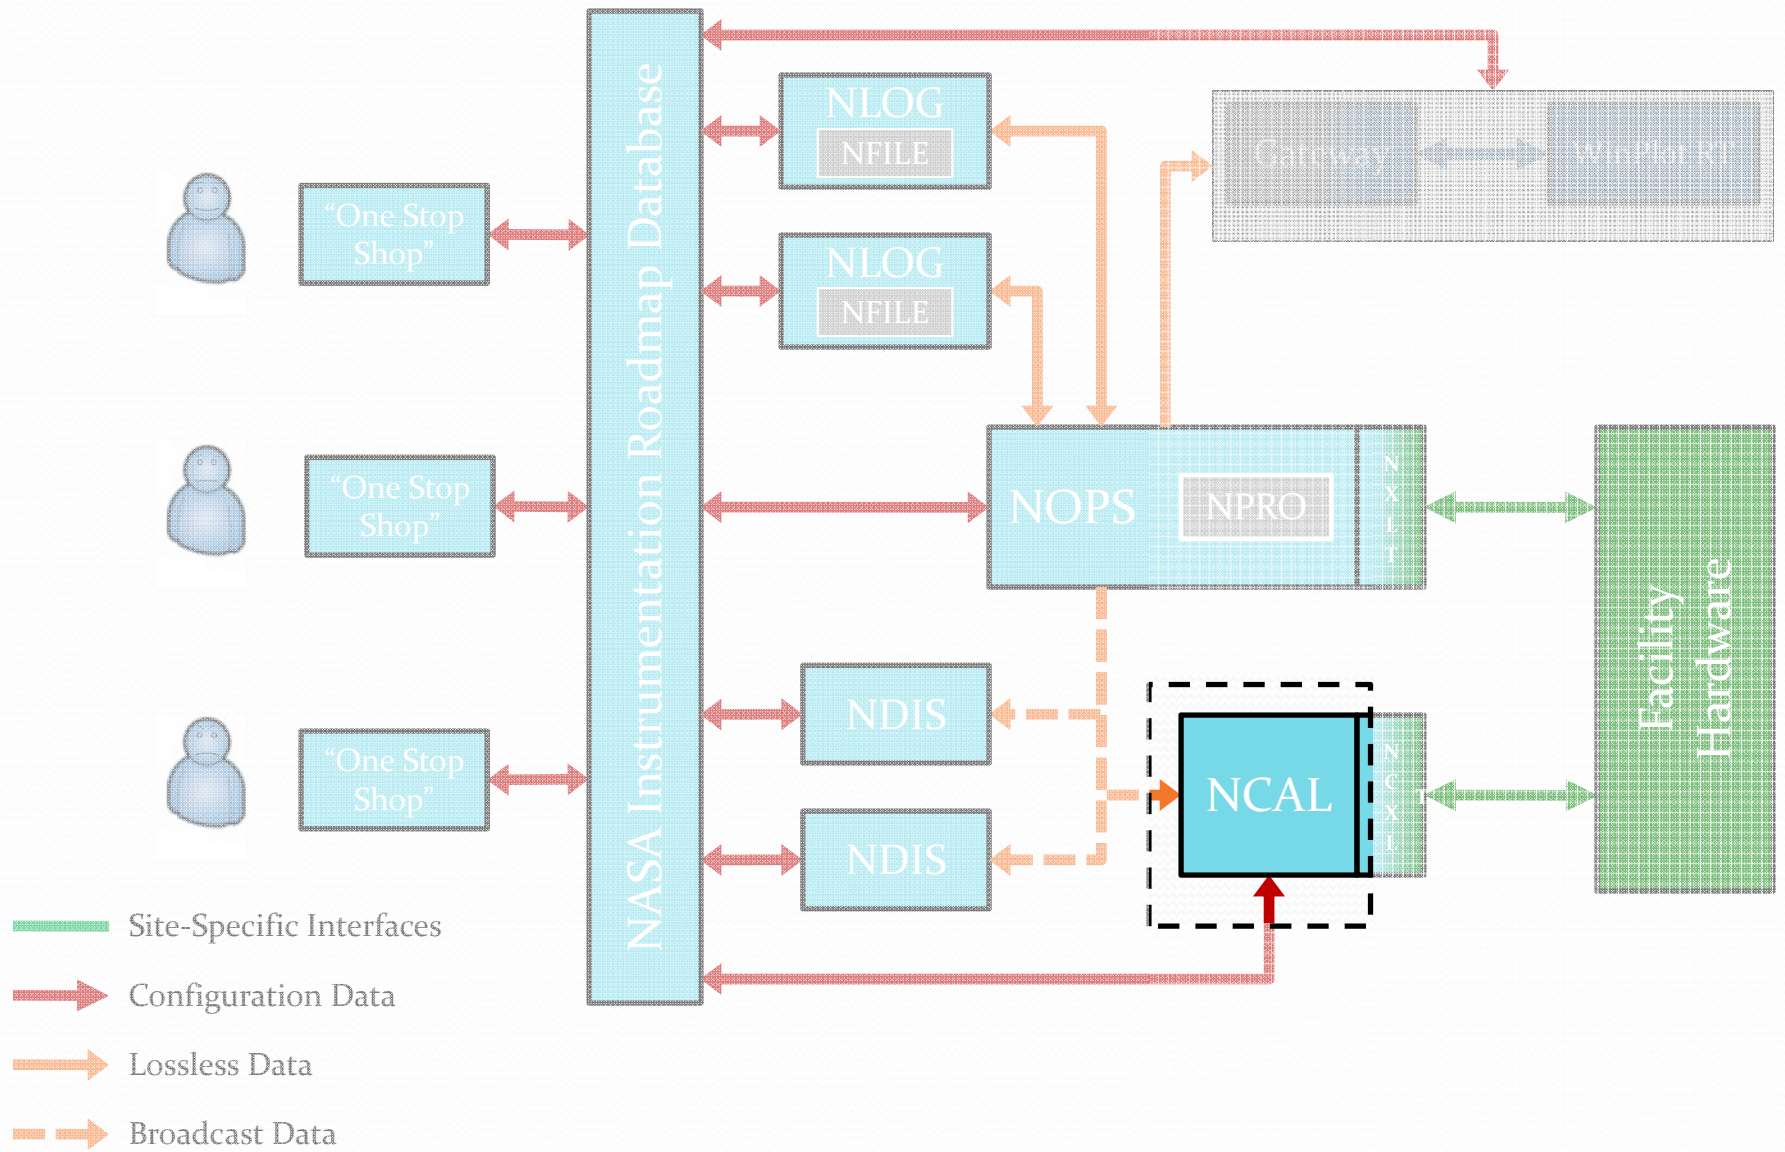 NASA Instrumentation Roadmap Database
NLOG
NFILE
"One Stop
Shop"
NLOG
NFILE
"One Stop
Shop"
NOPS
NPRO
N
X
L
T
Facility
Hardware
"One Stop
Shop"
NDIS
NDIS
NCAL
N
C
X
L
T
Site-Specific Interfaces
Configuration Data
Lossless Data
Broadcast Data